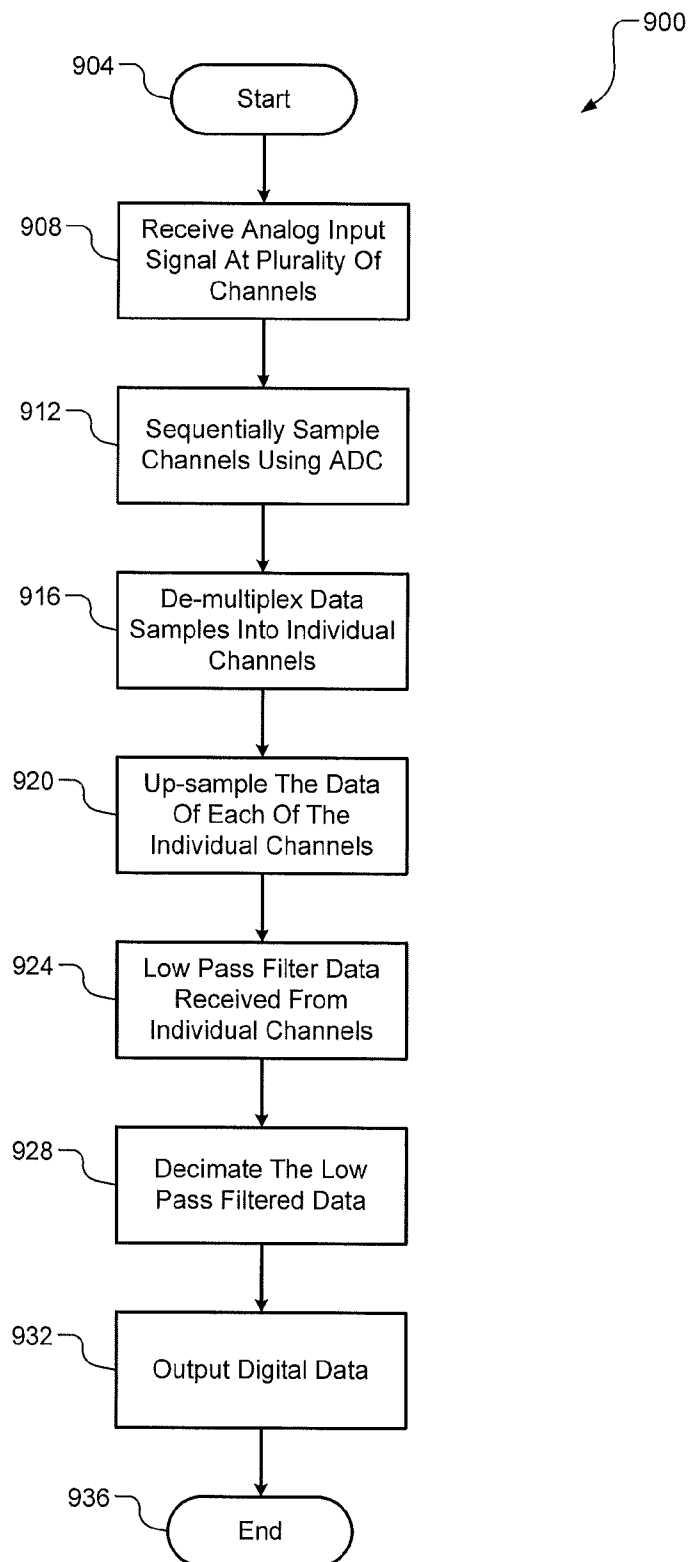 900
904
Start
908
Receive Analog Input
Signal At Plurality Of
Channels
912
Sequentially Sample
Channels Using ADC
916
De-multiplex Data
Samples Into Individual
Channels
920
Up-sample The Data
Of Each Of The
Individual Channels
924
Low Pass Filter Data
Received From
Individual Channels
928
Decimate The Low
Pass Filtered Data
932
Output Digital Data
936
End